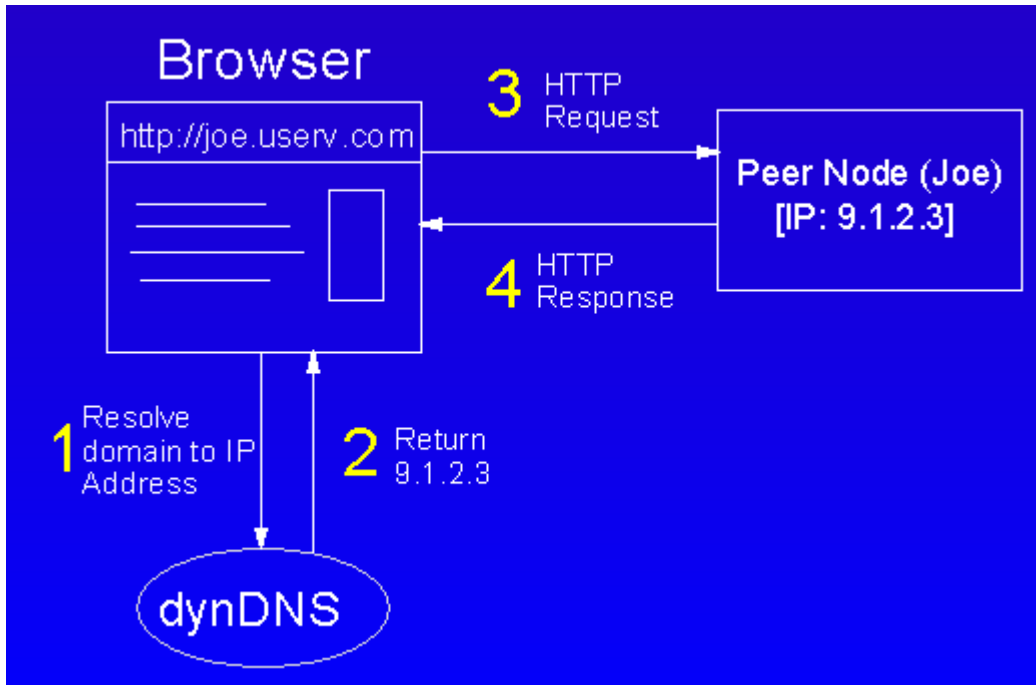 Browser
http://joe.userv.com
3 HTTP
Request
Peer Node (Joe)
[IP: 9.1.2.3]
4 HTTP
Response
1 Resolve
domain to IP
Address
2 Return
9.1.2.3
dynDNS